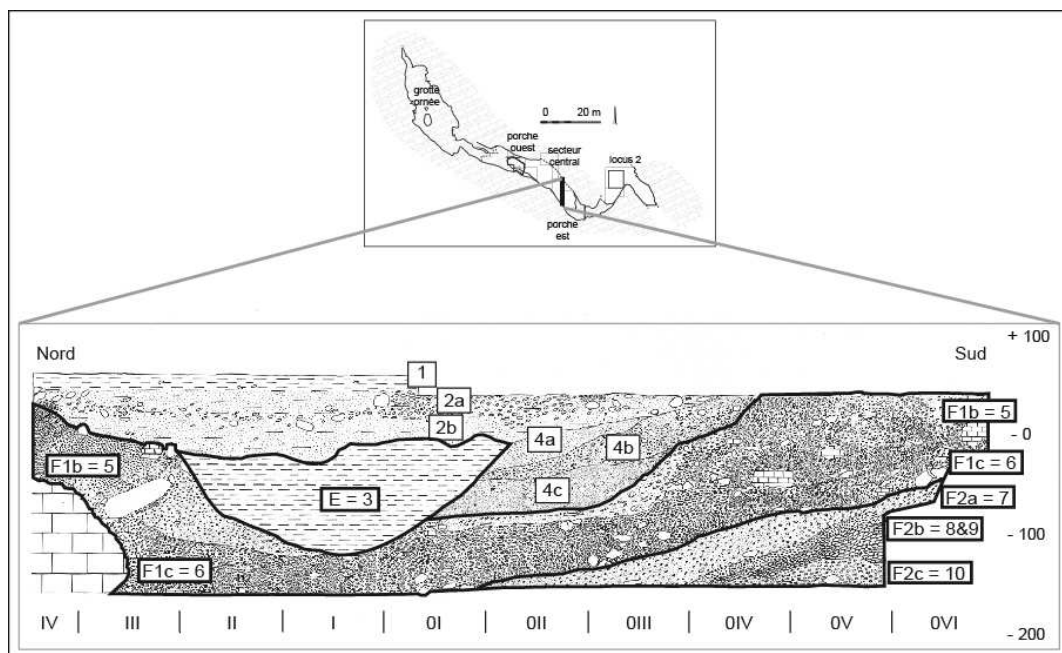 grotte
ornée
0 20 m
porche
ouest
secteur
central
locus 2
porche
est
+ 100
Nord
Sud
1
2a
F1b = 5
2b
- 0
4a
4b
F1b = 5
F1c = 6
4c
E = 3
F2a = 7
F2b = 8&9
- 100
F1c = 6
F2c = 10
IV | III | II | I | 0I | 0II | 0III | 0IV | 0V | 0VI
- 200